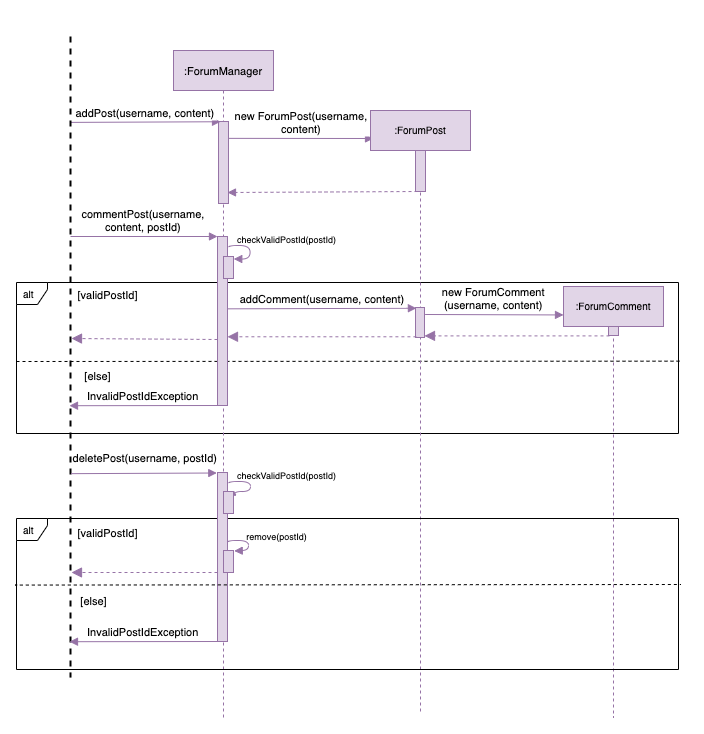 :ForumManager
addPost(username, content)
new ForumPost(username,
content)
:ForumPost
commentPost(username,
content, postId)
checkValidPostId(postId)
alt
[validPostId]
addComment(username, content)
new ForumComment
(username, content)
:ForumComment
[else]
InvalidPostIdException
deletePost(username, postId)
checkValidPostId(postId)
alt
[validPostId]
remove(postId)
[else]
InvalidPostIdException